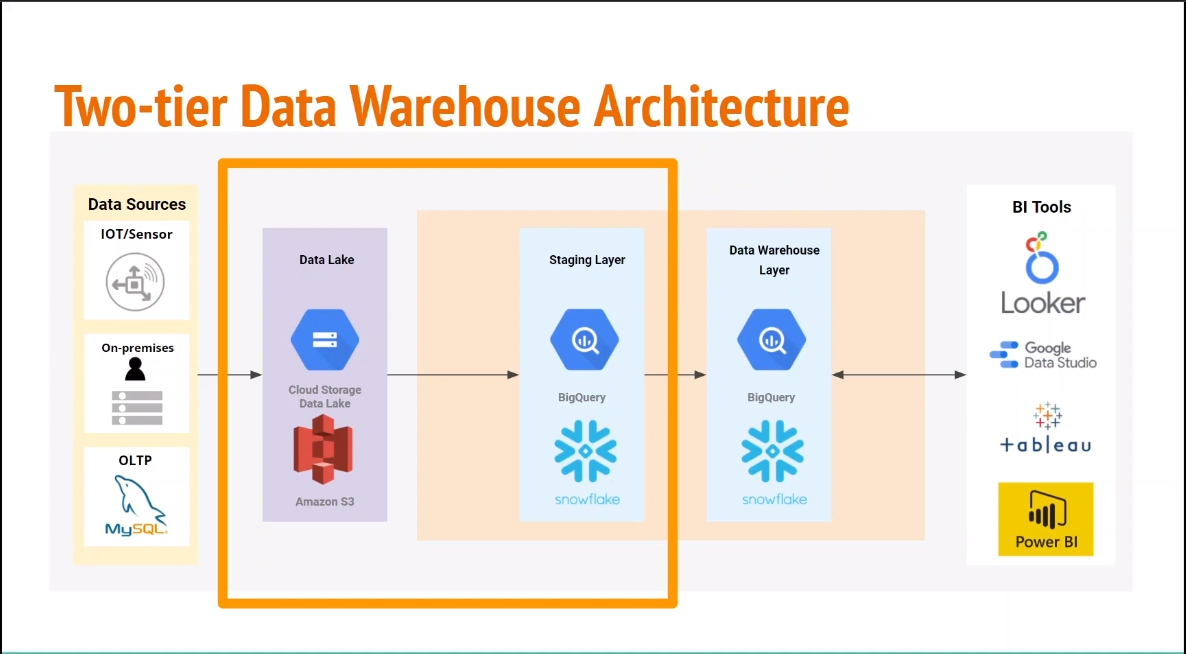 Two-tier Data Warehouse Architecture
Data Sources
IOT/Sensor
On-premises
OLTP
MySQL
Data Lake
Cloud Storage
Data Lake
Amazon S3
Staging Layer
BigQuery
snowflake
Data Warehouse
Layer
BigQuery
snowflake
BI Tools
Looker
Google
Data Studio
+ableau
Power BI